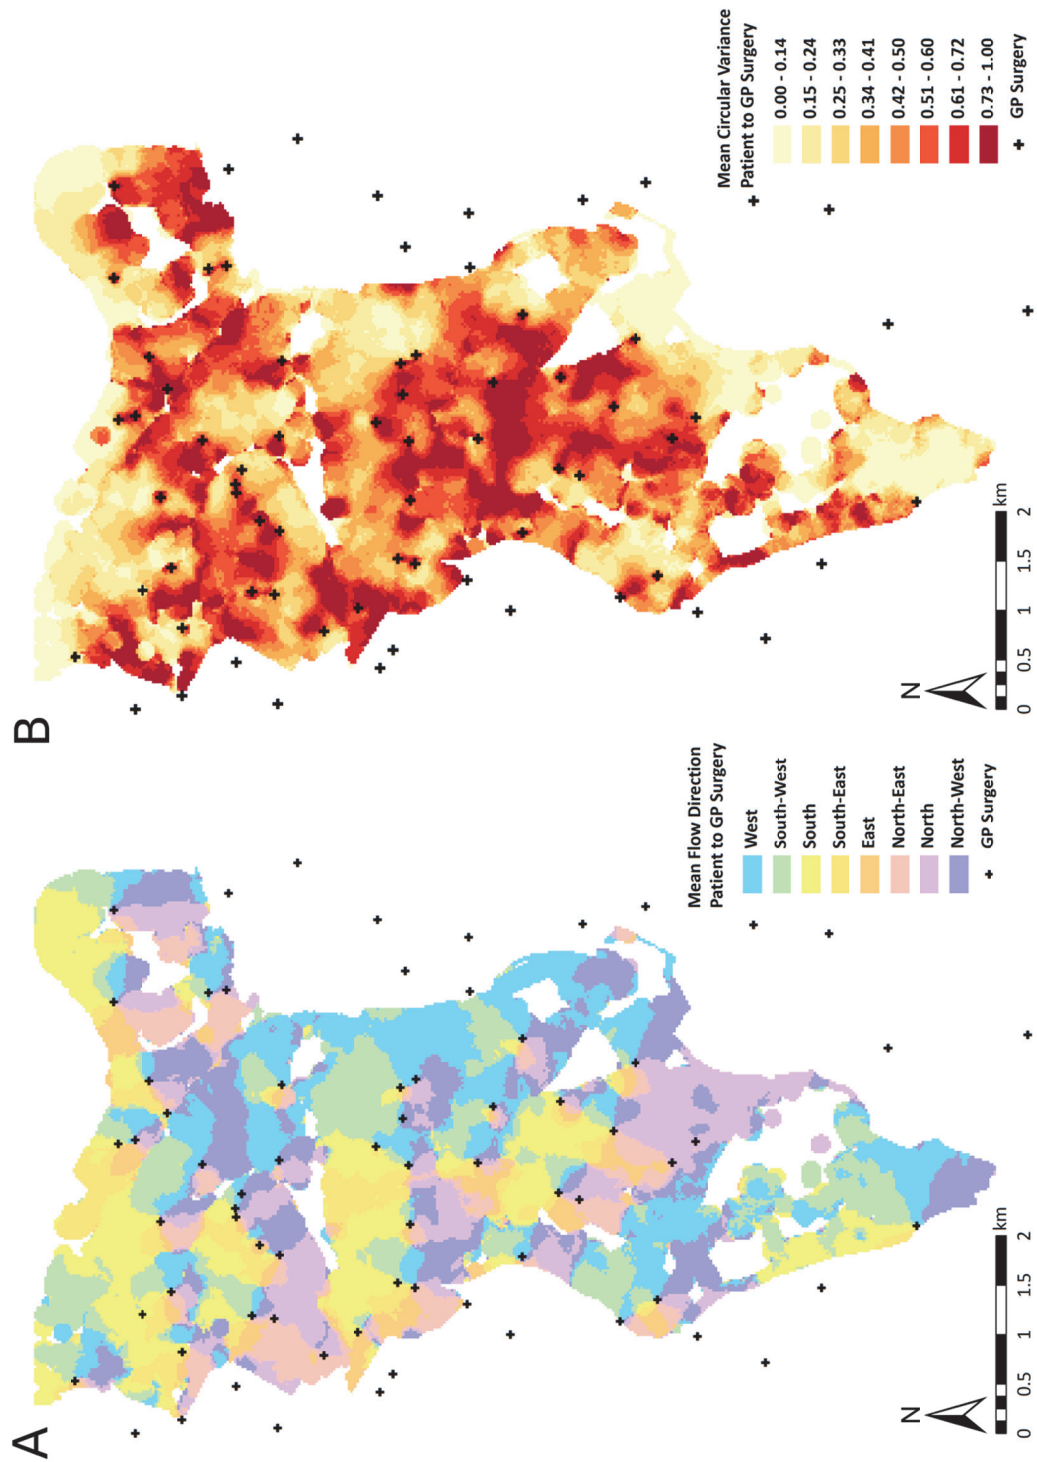 A
Mean Flow Direction
Patient to GP Surgery
West
South-West
South
South-East
East
North-East
North
North-West
GP Surgery
N
0 0.5 1 1.5 2 km
B
Mean Circular Variance
Patient to GP Surgery
0.00 - 0.14
0.15 - 0.24
0.25 - 0.33
0.34 - 0.41
0.42 - 0.50
0.51 - 0.60
0.61 - 0.72
0.73 - 1.00
GP Surgery
N
0 0.5 1 1.5 2 km